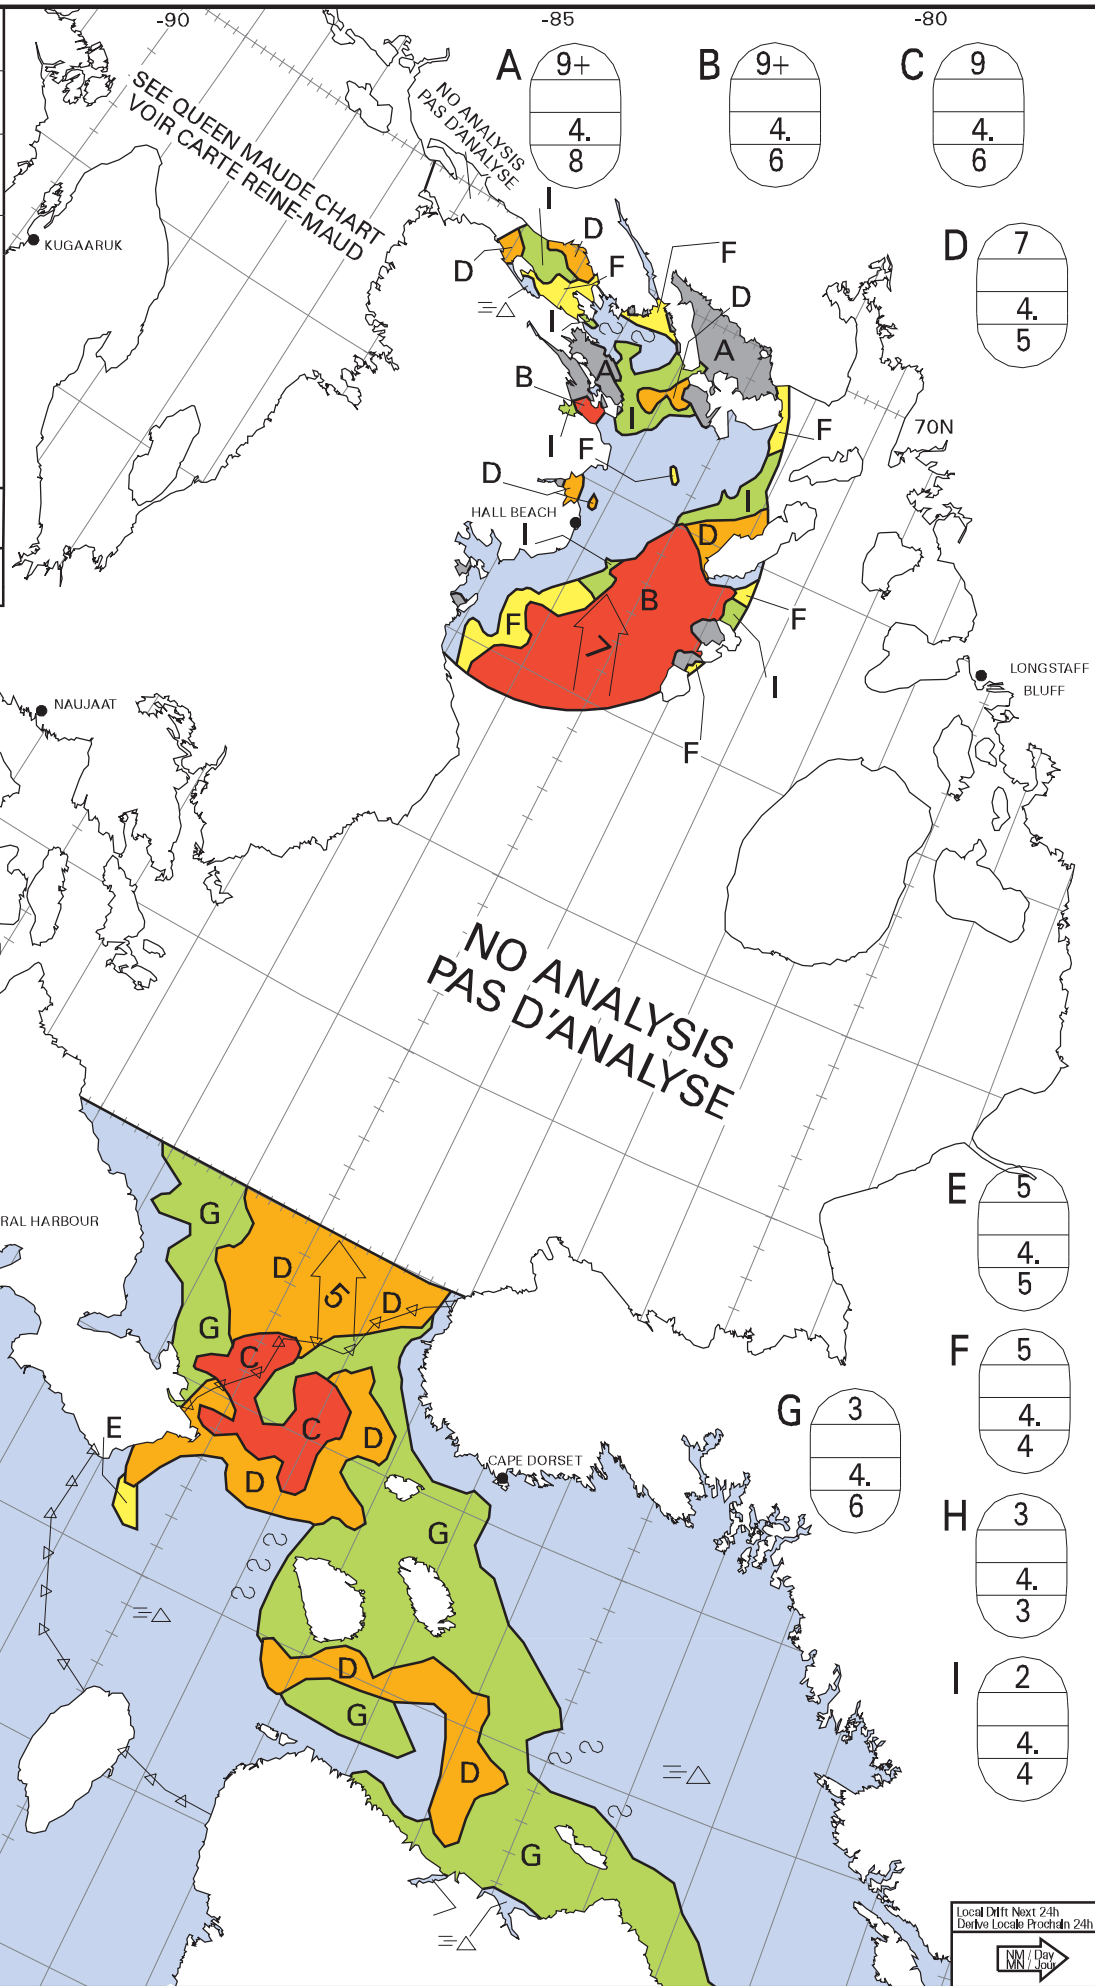 -90
-85
-80
A
9+
4.
8
B
9+
4.
6
C
9
4.
6
SEE QUEEN MAUDE CHART
VOIR CARTE REINE-MAUD
NO ANALYSIS
PAS D'ANALYSE
KUGAARUK
D
7
4.
5
I
D
D
F
F
D
I
A
A
B
I
I
F
F
70N
D
I
HALL BEACH
I
D
B
F
F
7
I
F
LONGSTAFF
BLUFF
NAUJAAT
NO ANALYSIS
PAS D'ANALYSE
E
5
4.
5
G
RAL HARBOUR
D
5
D
G
C
F
5
4.
4
G
3
4.
6
E
C
D
CAPE DORSET
D
H
3
4.
3
G
D
I
2
4.
4
G
D
G
Local Drift Next 24h
Derive Locale Prochain 24h
NM / Day
MN / Jour